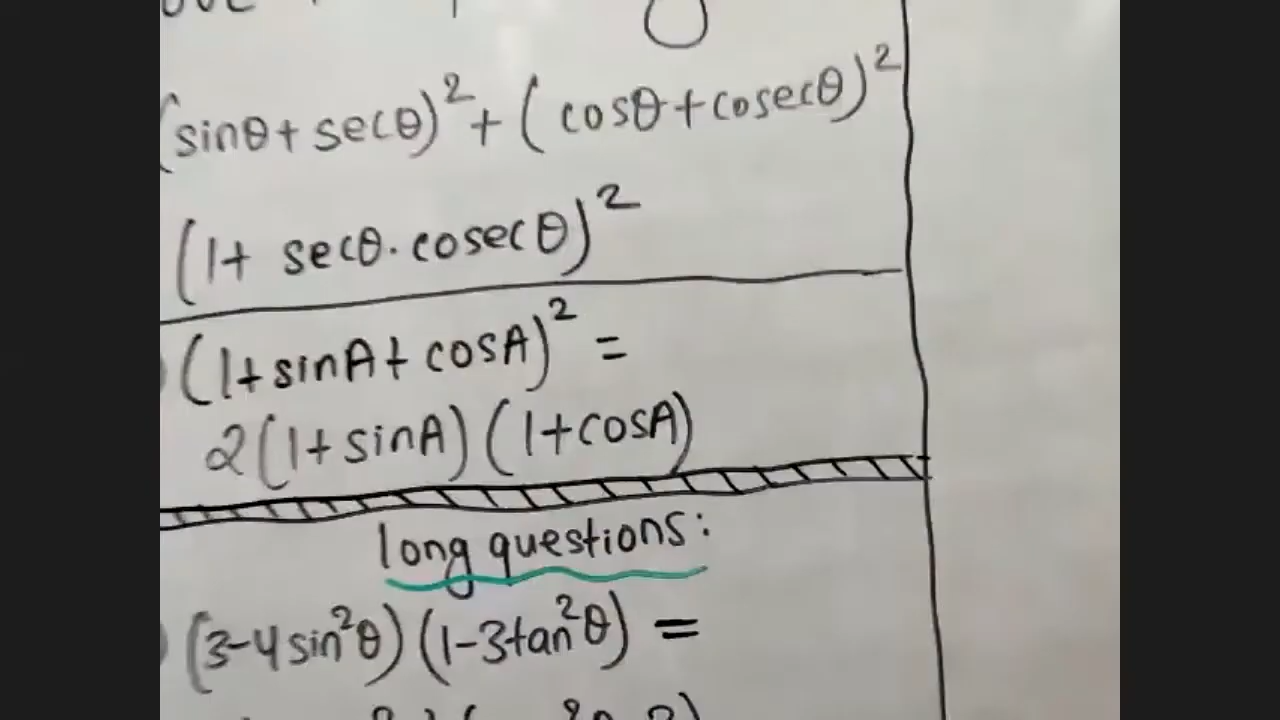 (sinθ+ secθ)²+ ( cosθ+cosecθ)²
(1+ secθ.cosecθ)²
(1+sinA+ cosA)² =
2(1+sinA) (1+cosA)
long questions:
(3-4sin²θ) (1-3tan²θ) =